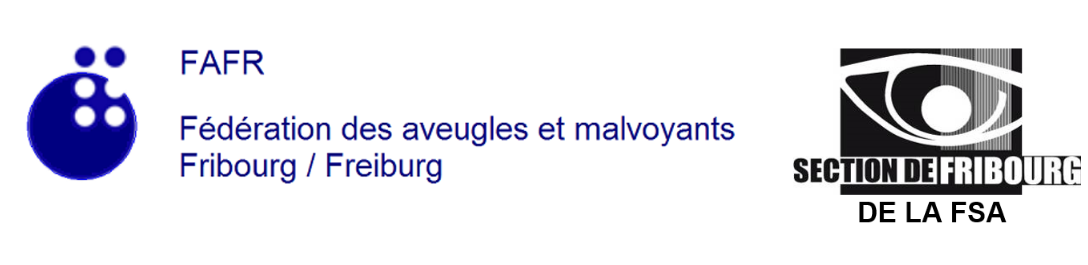 FAFR
Fédération des aveugles et malvoyants
Fribourg / Freiburg
SECTION DE FRIBOURG
DE LA FSA